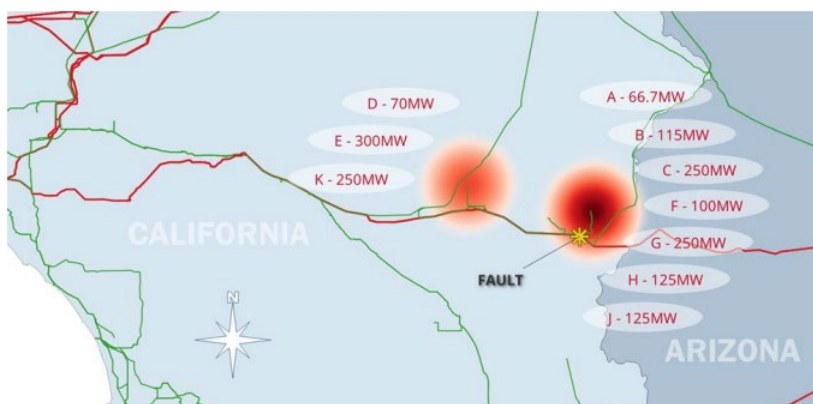 D - 70MW
E - 300MW
K - 250MW
A - 66.7MW
B - 115MW
C - 250MW
F - 100MW
G - 250MW
H - 125MW
J - 125MW
CALIFORNIA
FAULT
N
ARIZONA